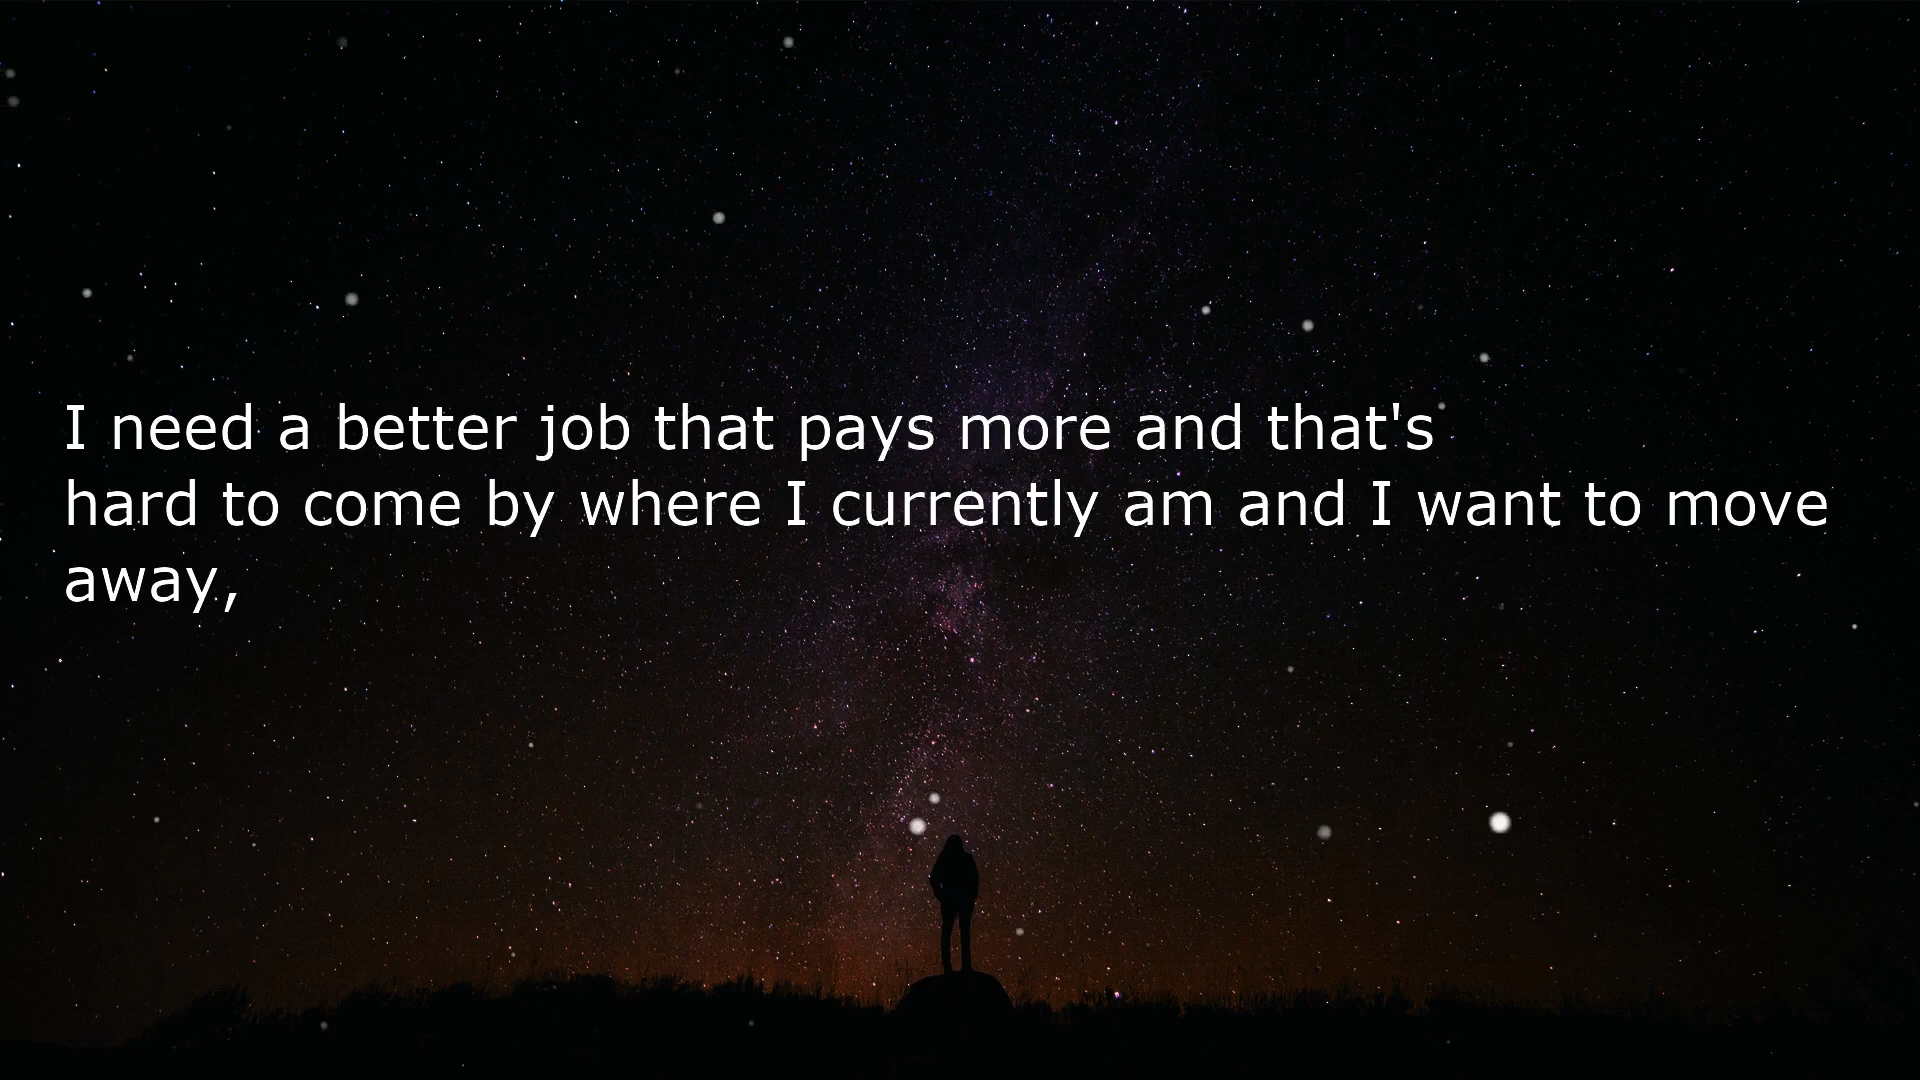 I need a better job that pays more and that's
hard to come by where I currently am and I want to move
away,